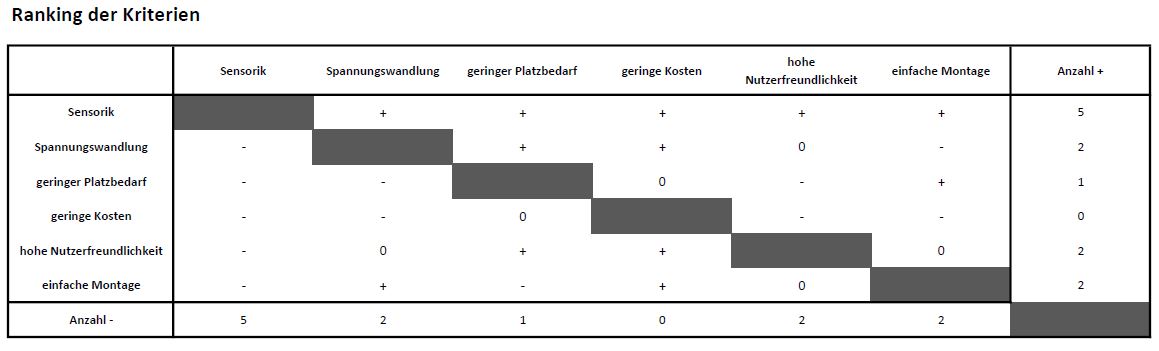 Ranking der Kriterien
Sensorik Spannungswandlung geringer Platzbedarf geringe Kosten hohe Nutzerfreundlichkeit einfache Montage Anzahl +
Sensorik + + + + + 5
Spannungswandlung - + + 0 - 2
geringer Platzbedarf - - 0 - + 1
geringe Kosten - - 0 - - 0
hohe Nutzerfreundlichkeit - 0 + + 0 2
einfache Montage - + - + 0 2
Anzahl - 5 2 1 0 2 2